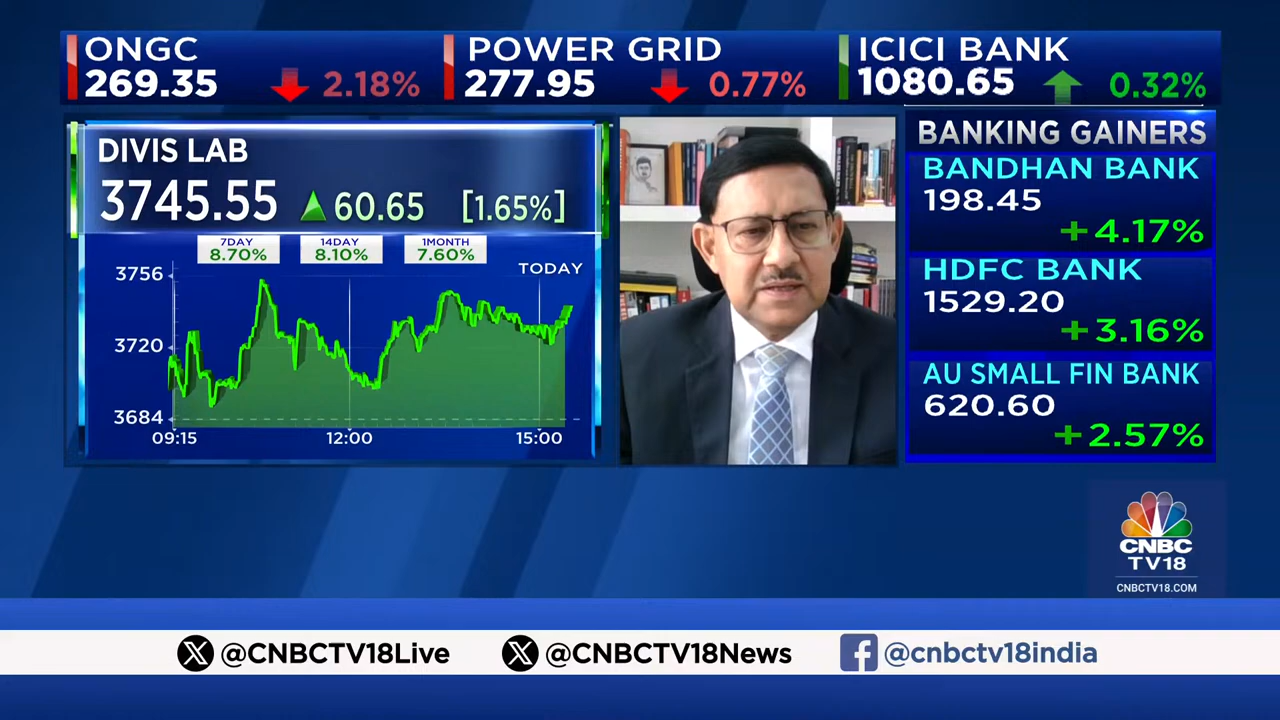 ONGC
269.35 2.18%
POWER GRID
277.95 0.77%
ICICI BANK
1080.65 0.32%
DIVIS LAB
3745.55 60.65 [1.65%]
7DAY
8.70%
14DAY
8.10%
1MONTH
7.60%
TODAY
3756
3720
3684
09:15 12:00 15:00
BANKING GAINERS
BANDHAN BANK
198.45
+4.17%
HDFC BANK
1529.20
+3.16%
AU SMALL FIN BANK
620.60
+2.57%
CNBC
TV18
CNBCTV18.COM
@CNBCTV18Live @CNBCTV18News @cnbctv18india